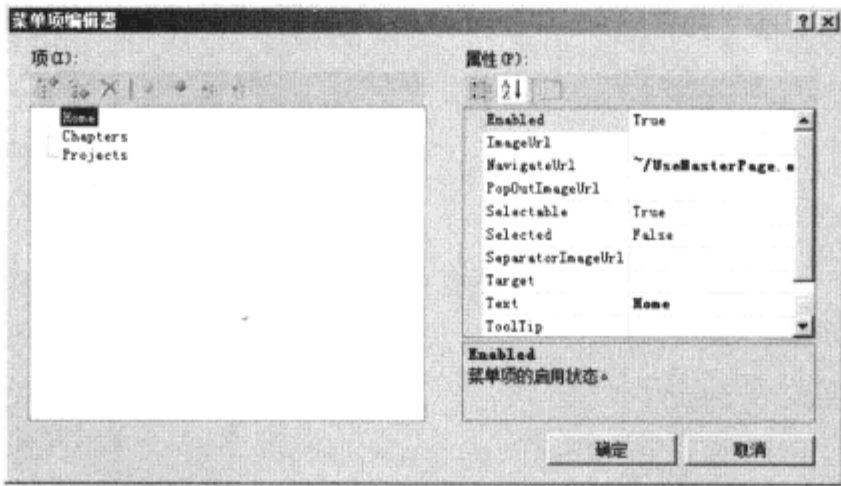 菜单项编辑器
项(I):
属性(P):
Home
Chapters
Projects
Enabled True
ImageUrl
NavigateUrl ~/UseMasterPage.a
PopOutImageUrl
Selectable True
Selected False
SeparatorImageUrl
Target
Text Home
ToolTip
Enabled
菜单项的启用状态。
确定 取消